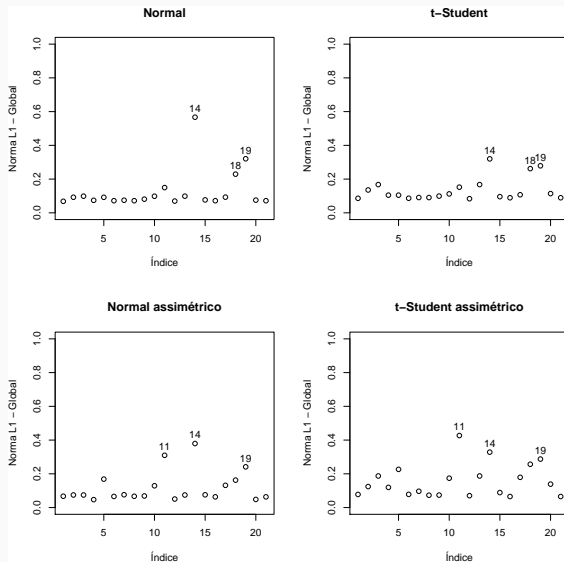 Normal
Norma L1 – Global
0.0 0.2 0.4 0.6 0.8 1.0
14
18
19
5 10 15 20
Índice
t−Student
Norma L1 – Global
0.0 0.2 0.4 0.6 0.8 1.0
14
18
19
5 10 15 20
Índice
Normal assimétrico
Norma L1 – Global
0.0 0.2 0.4 0.6 0.8 1.0
11
14
19
5 10 15 20
Índice
t−Student assimétrico
Norma L1 – Global
0.0 0.2 0.4 0.6 0.8 1.0
11
14
19
5 10 15 20
Índice